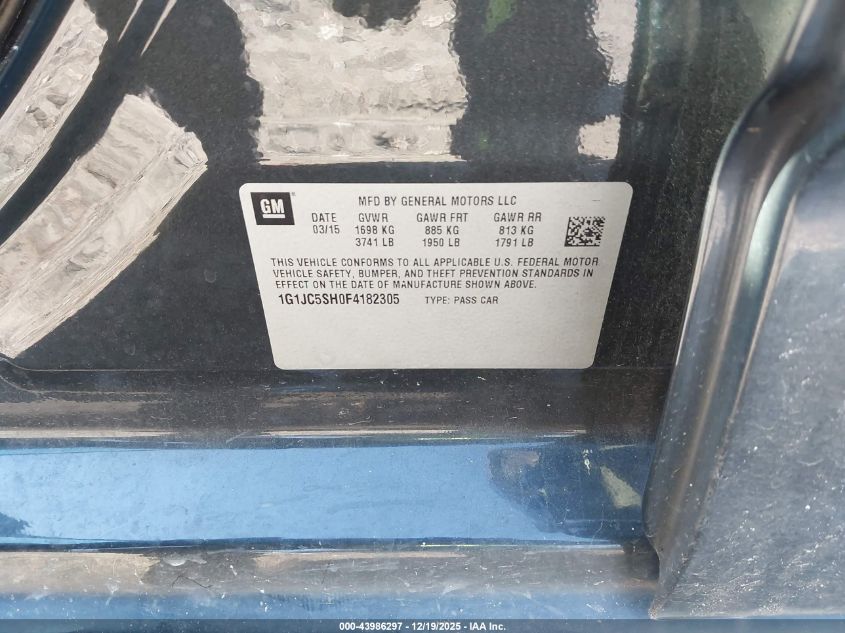 GM
MFD BY GENERAL MOTORS LLC
DATE GVWR GAWR FRT GAWR RR
03/15 1698 KG 885 KG 813 KG
3741 LB 1950 LB 1791 LB
THIS VEHICLE CONFORMS TO ALL APPLICABLE U.S. FEDERAL MOTOR
VEHICLE SAFETY, BUMPER, AND THEFT PREVENTION STANDARDS IN
EFFECT ON THE DATE OF MANUFACTURE SHOWN ABOVE.
1G1JC5SH0F4182305 TYPE: PASS CAR
000-43986297 - 12/19/2025 - IAA Inc.